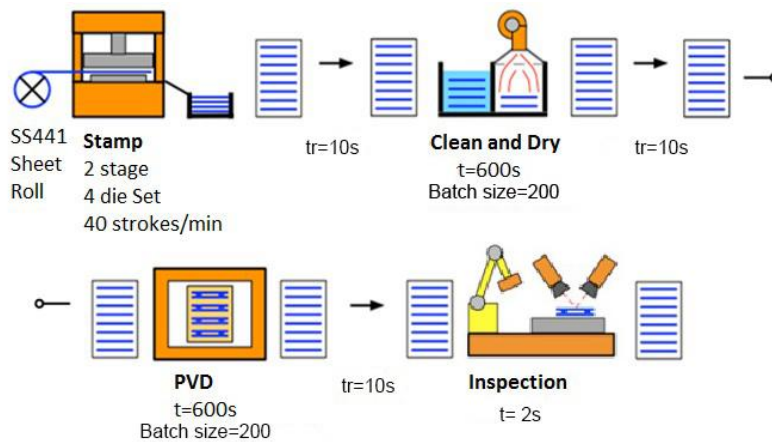 SS441
Sheet
Roll
Stamp
2 stage
4 die Set
40 strokes/min
tr=10s
Clean and Dry
t=600s
Batch size=200
tr=10s
PVD
t=600s
Batch size=200
tr=10s
Inspection
t= 2s